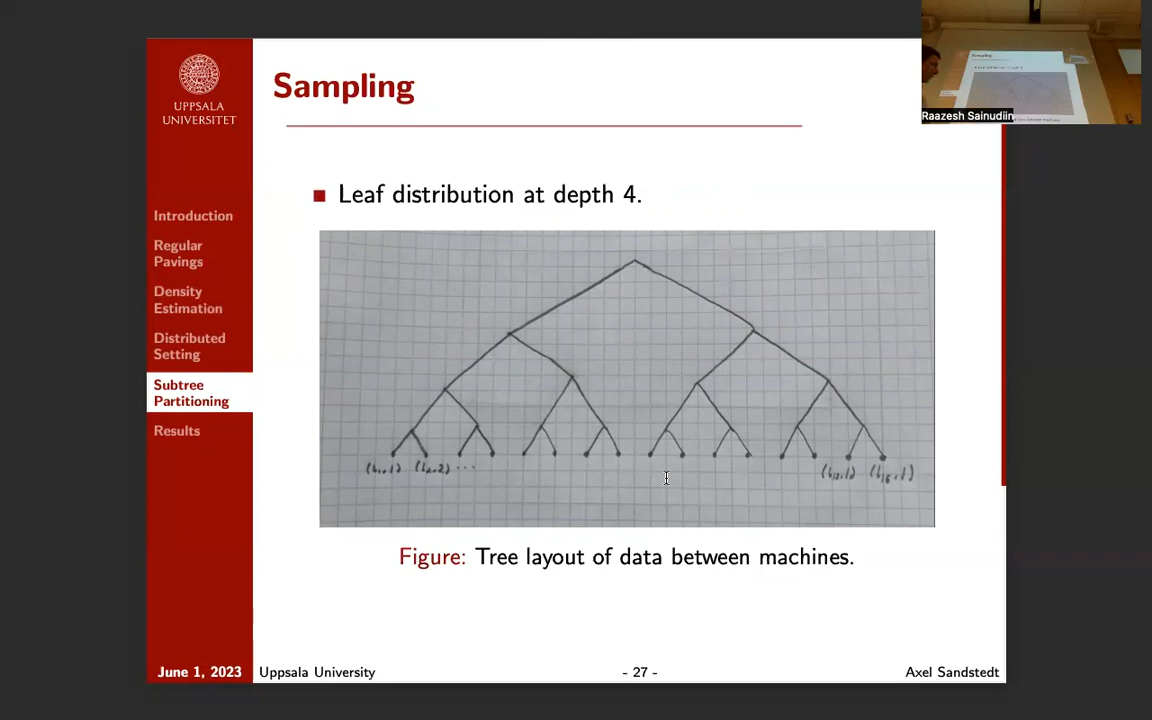 Sampling
UPPSALA
UNIVERSITET
Introduction
Regular
Pavings
Density
Estimation
Distributed
Setting
Subtree
Partitioning
Results
Leaf distribution at depth 4.
Figure: Tree layout of data between machines.
June 1, 2023
Uppsala University
- 27 -
Axel Sandstedt
Raazesh Sainudiin
Sampling